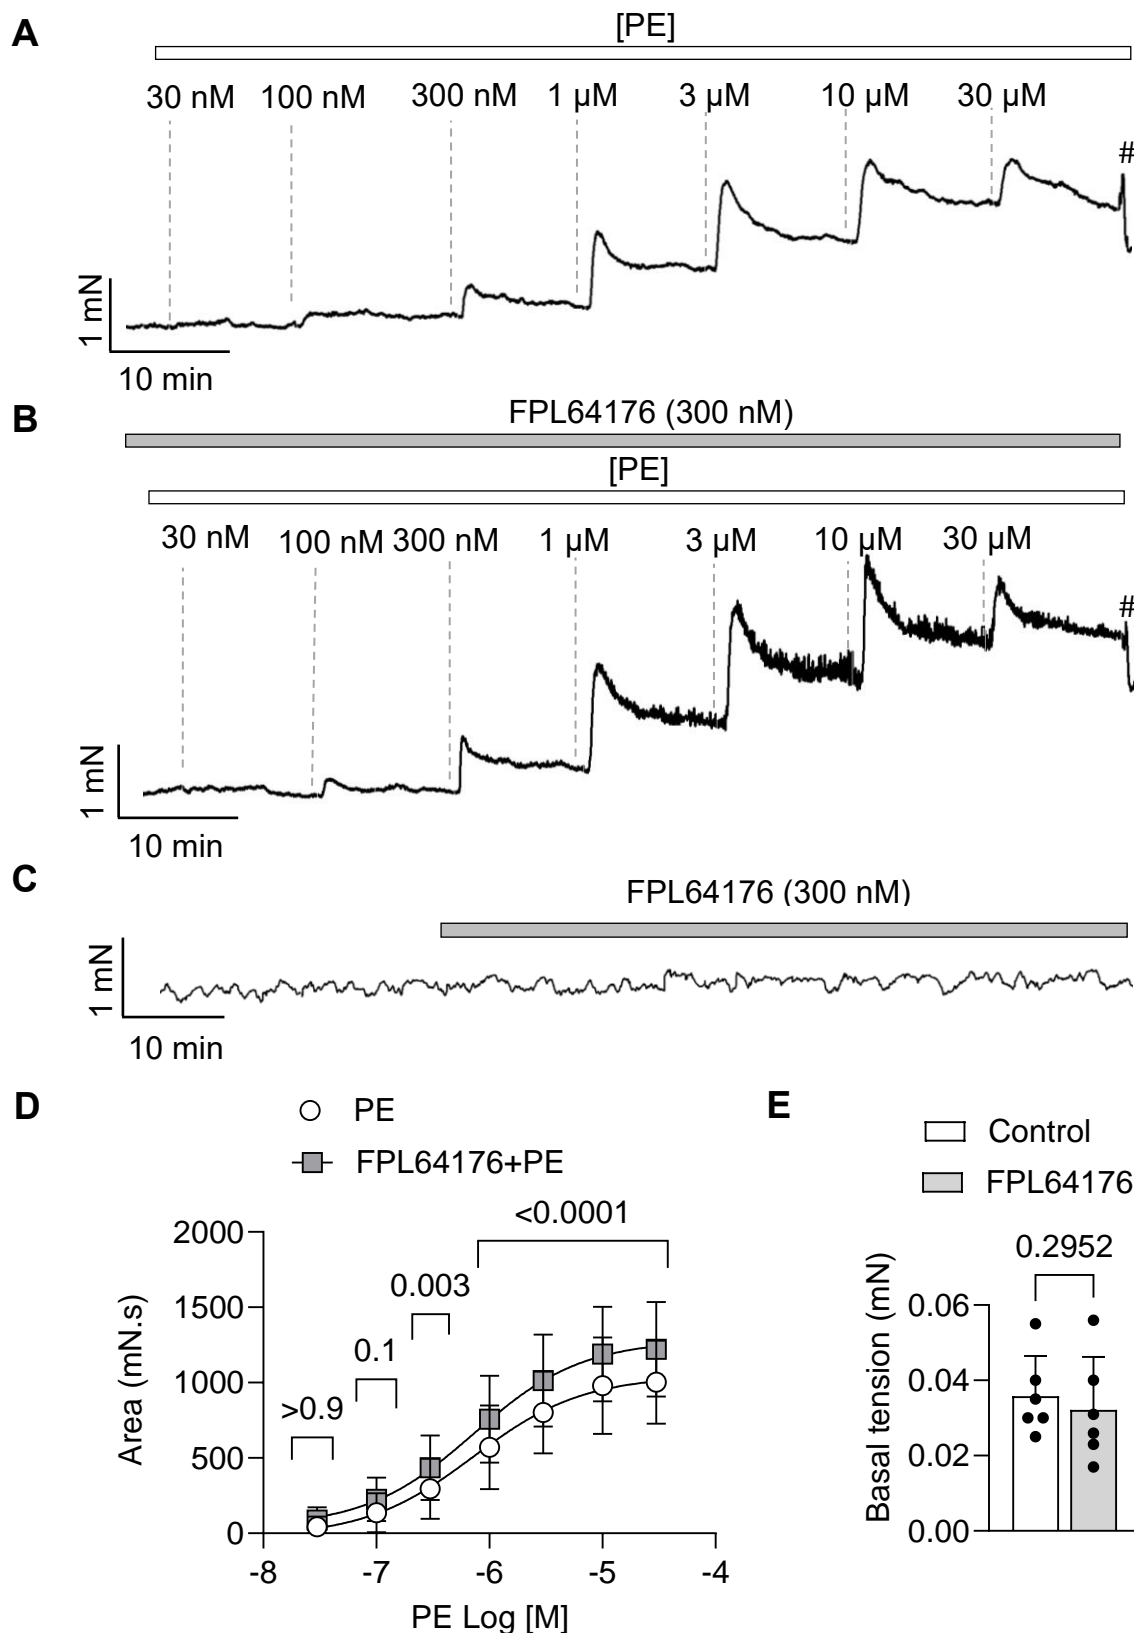 A
[PE]
30 nM 100 nM 300 nM 1 µM 3 µM 10 µM 30 µM
#
1 mN
10 min
B
FPL64176 (300 nM)
[PE]
30 nM 100 nM 300 nM 1 µM 3 µM 10 µM 30 µM
#
1 mN
10 min
C
FPL64176 (300 nM)
1 mN
10 min
D
PE
FPL64176+PE
<0.0001
0.003
0.1
>0.9
Area (mN.s)
2000
1500
1000
500
0
-8 -7 -6 -5 -4
PE Log [M]
E
Control
FPL64176
0.2952
Basal tension (mN)
0.06
0.04
0.02
0.00